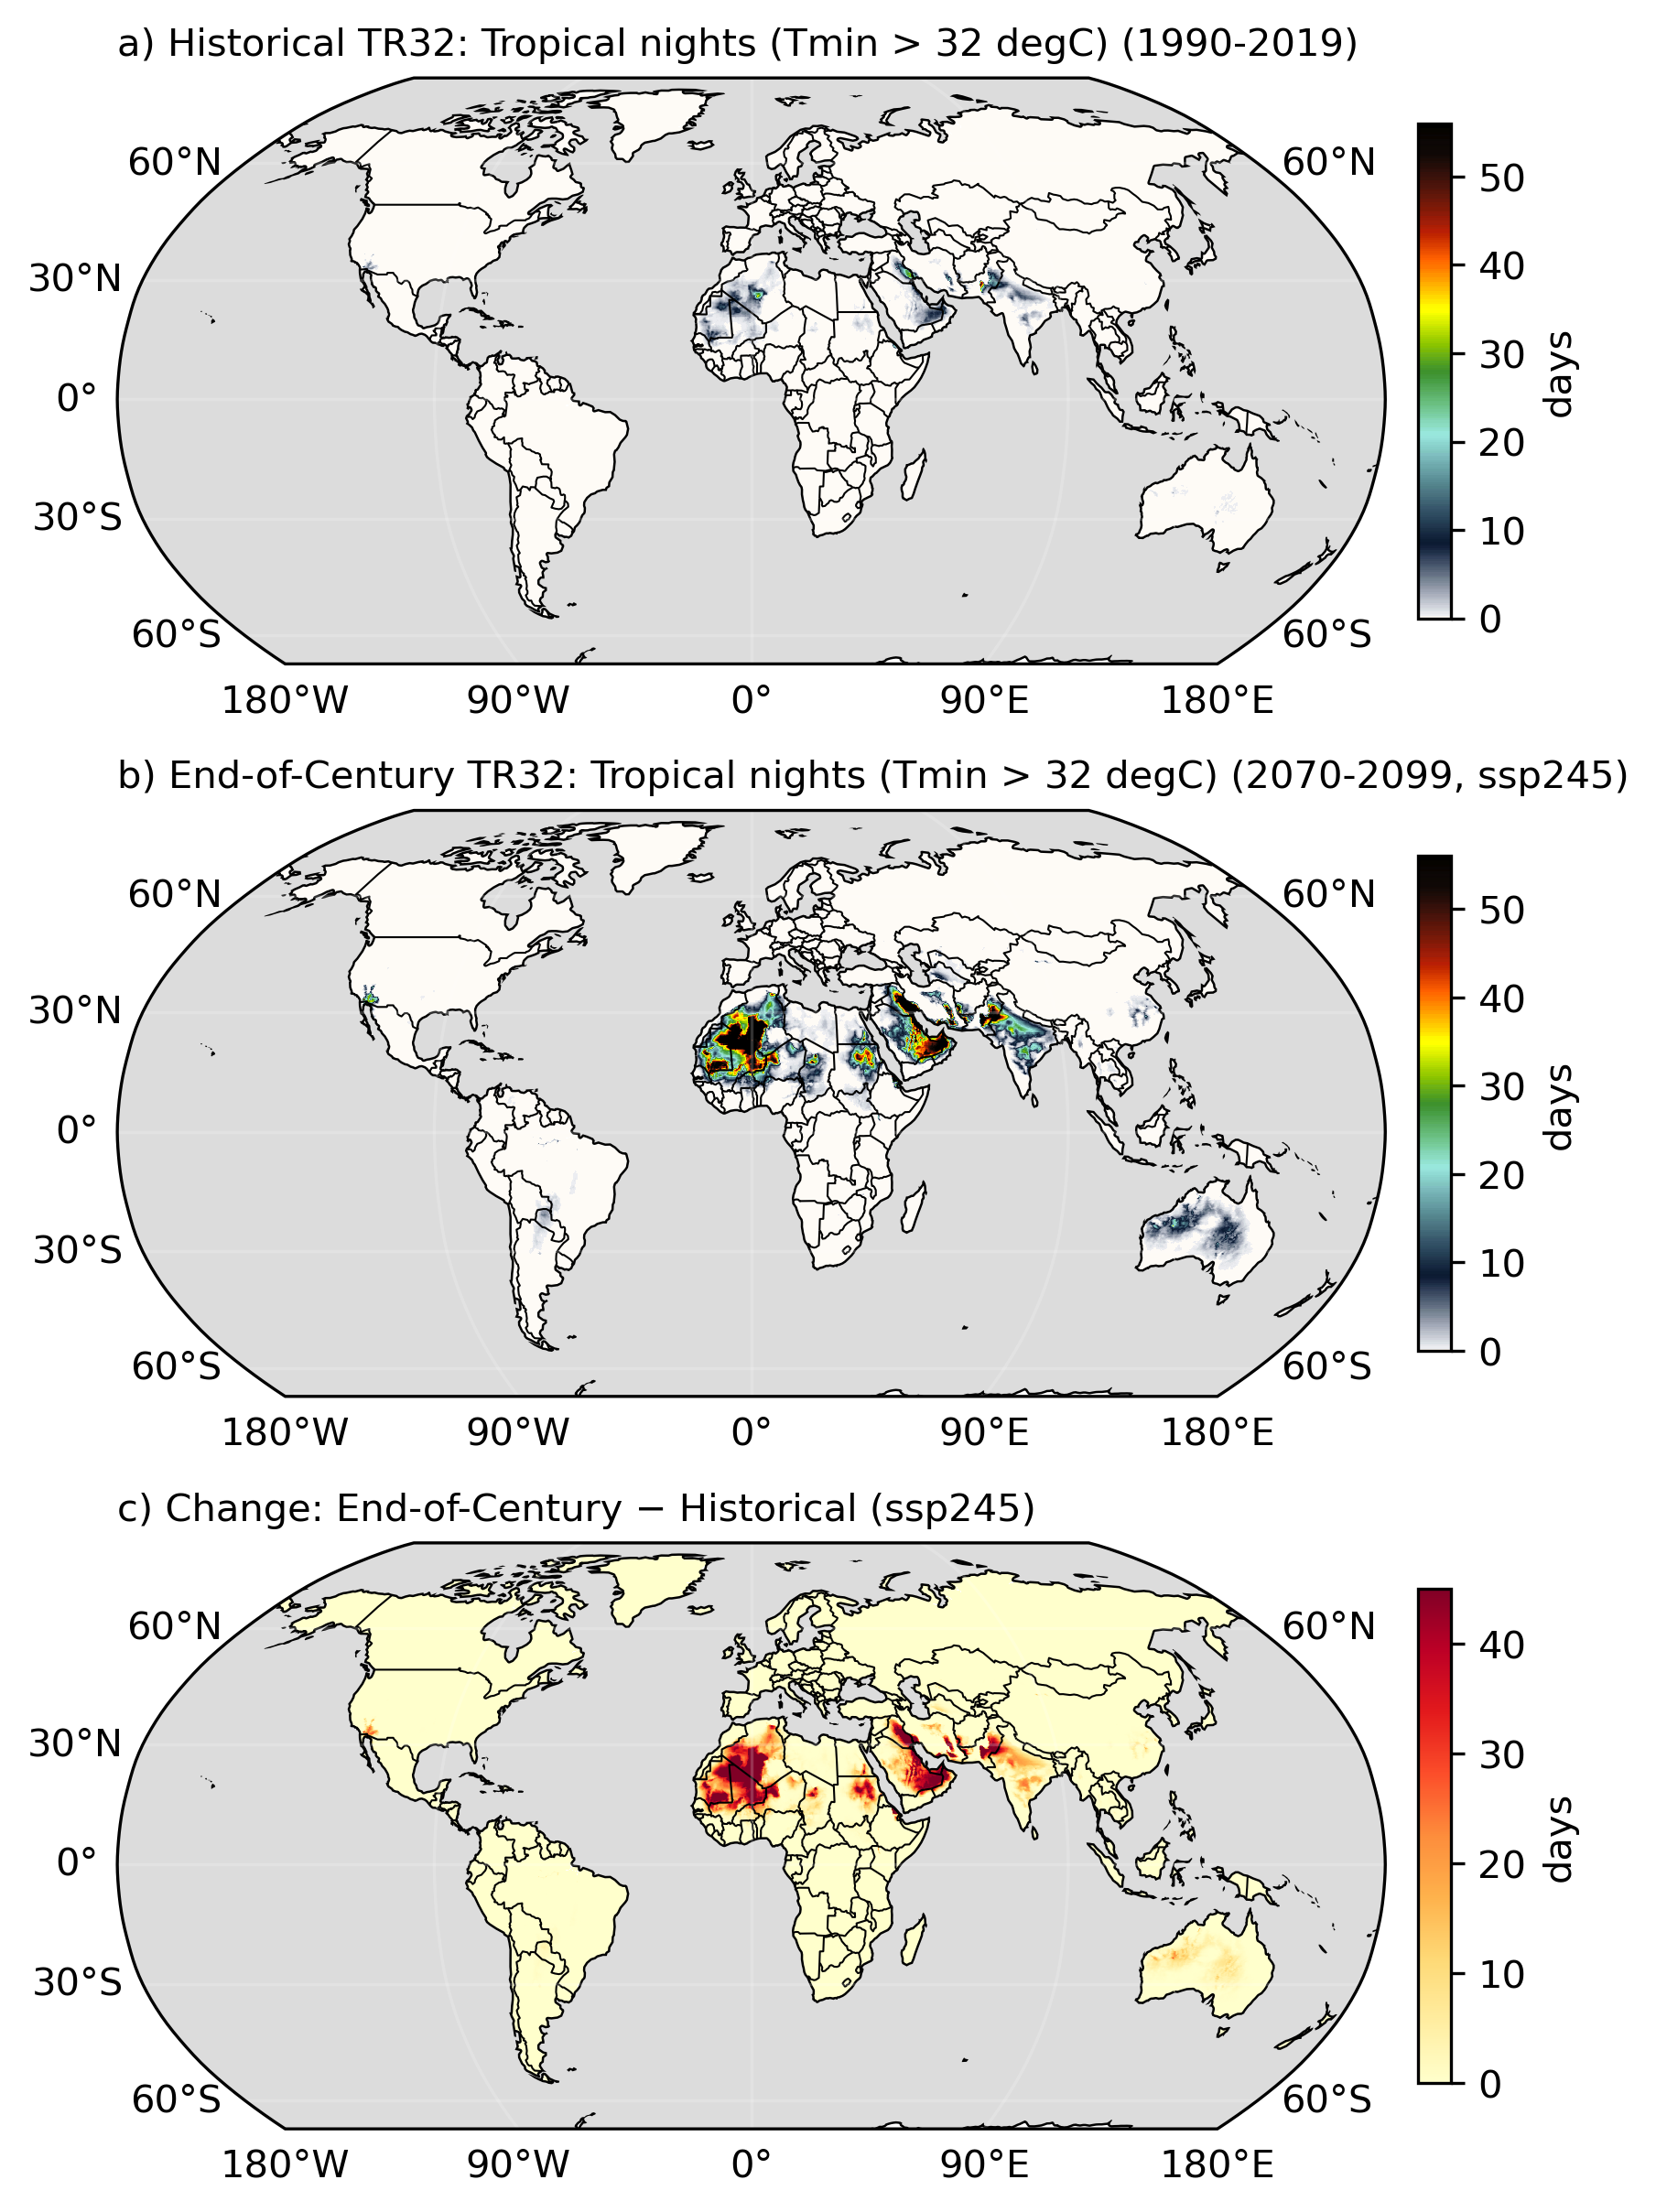 a) Historical TR32: Tropical nights (Tmin > 32 degC) (1990-2019)
60°N
60°N
30°N
0°
30°S
60°S
60°S
180°W
90°W
0°
90°E
180°E
50
40
30
20
10
0
days
b) End-of-Century TR32: Tropical nights (Tmin > 32 degC) (2070-2099, ssp245)
60°N
60°N
30°N
0°
30°S
60°S
60°S
180°W
90°W
0°
90°E
180°E
50
40
30
20
10
0
days
c) Change: End-of-Century − Historical (ssp245)
60°N
60°N
30°N
0°
30°S
60°S
60°S
180°W
90°W
0°
90°E
180°E
40
30
20
10
0
days